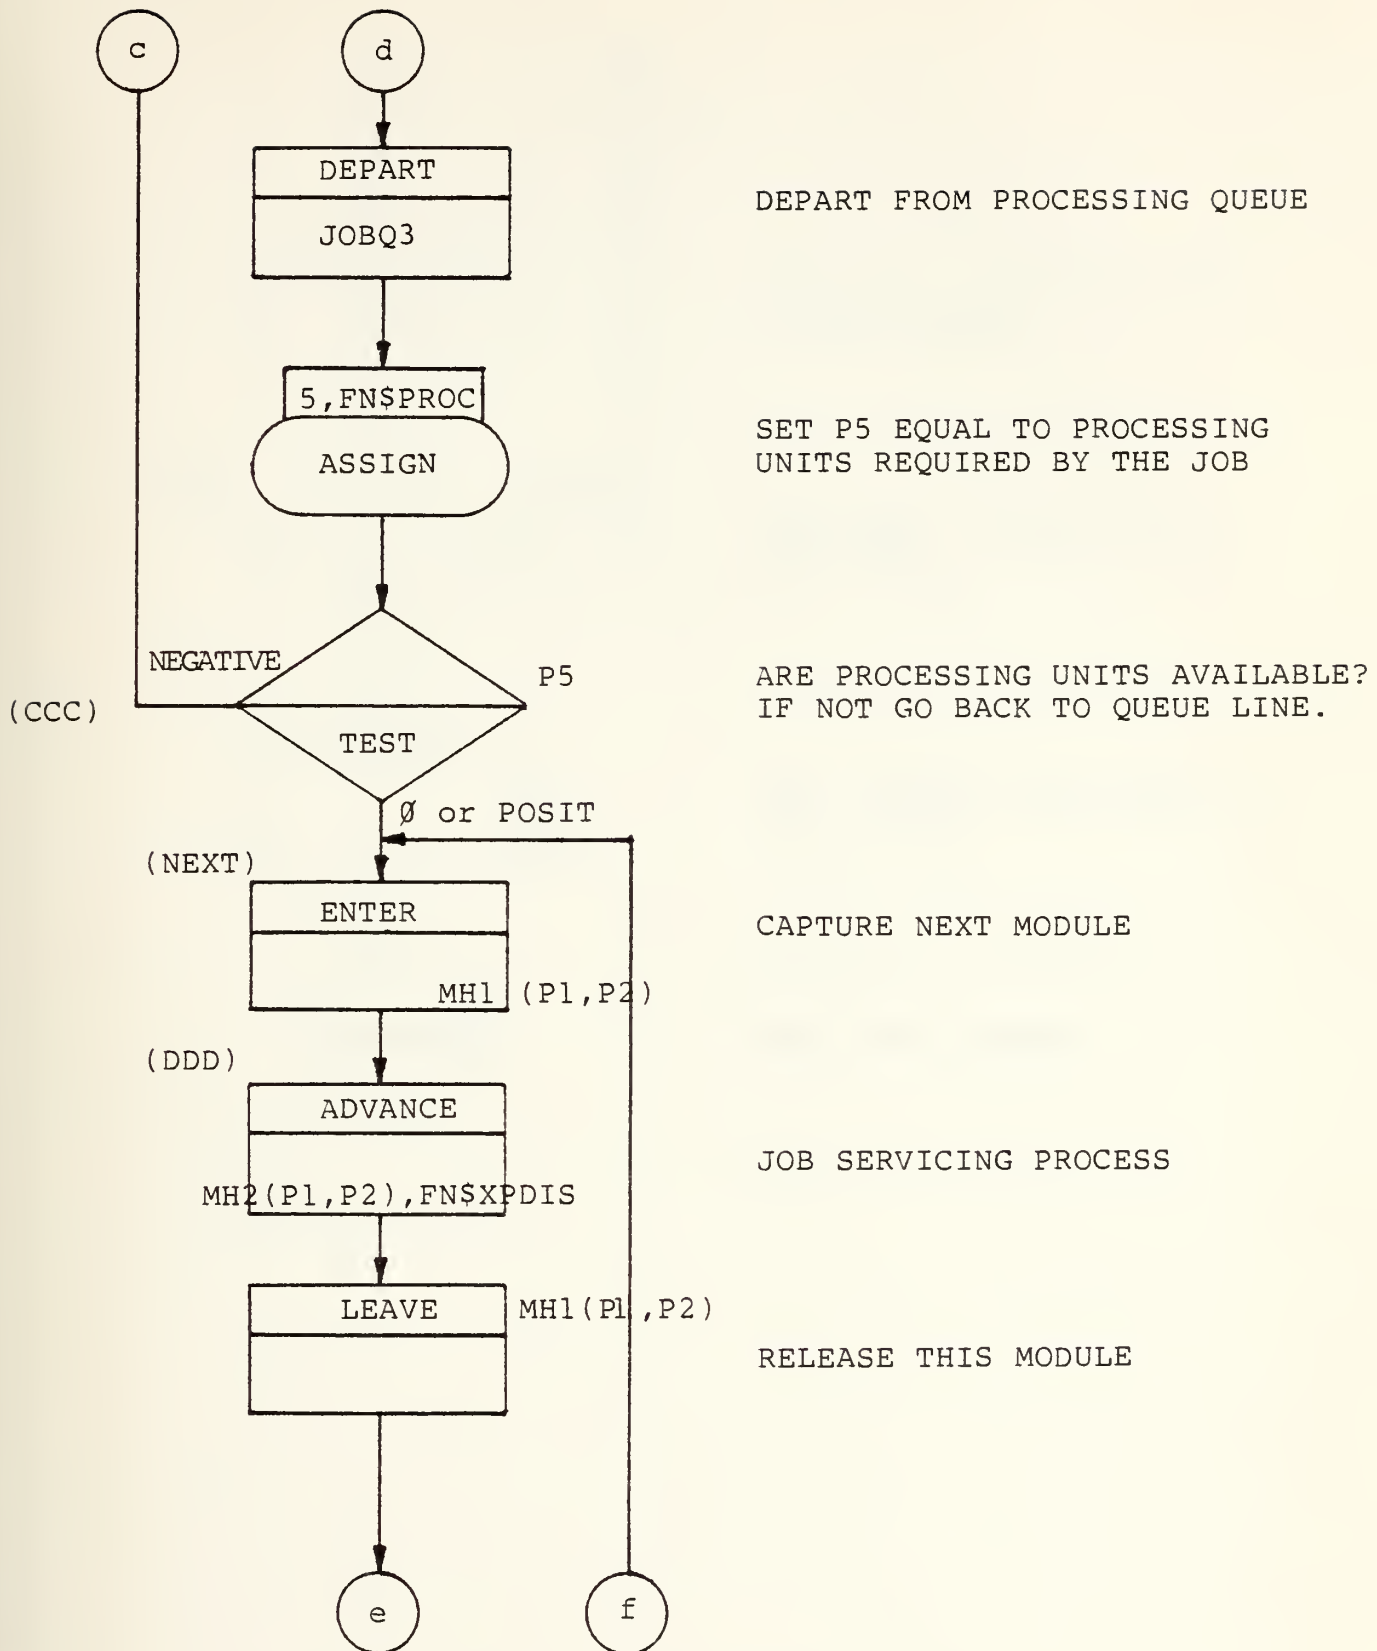 c
d
DEPART
JOBQ3
DEPART FROM PROCESSING QUEUE
5,FN$PROC
ASSIGN
SET P5 EQUAL TO PROCESSING
UNITS REQUIRED BY THE JOB
NEGATIVE
P5
(CCC)
TEST
ARE PROCESSING UNITS AVAILABLE?
IF NOT GO BACK TO QUEUE LINE.
Ø or POSIT
(NEXT)
ENTER
MH1 (P1,P2)
CAPTURE NEXT MODULE
(DDD)
ADVANCE
MH2(P1,P2),FN$XPDIS
JOB SERVICING PROCESS
LEAVE
MH1(P1,P2)
RELEASE THIS MODULE
e
f